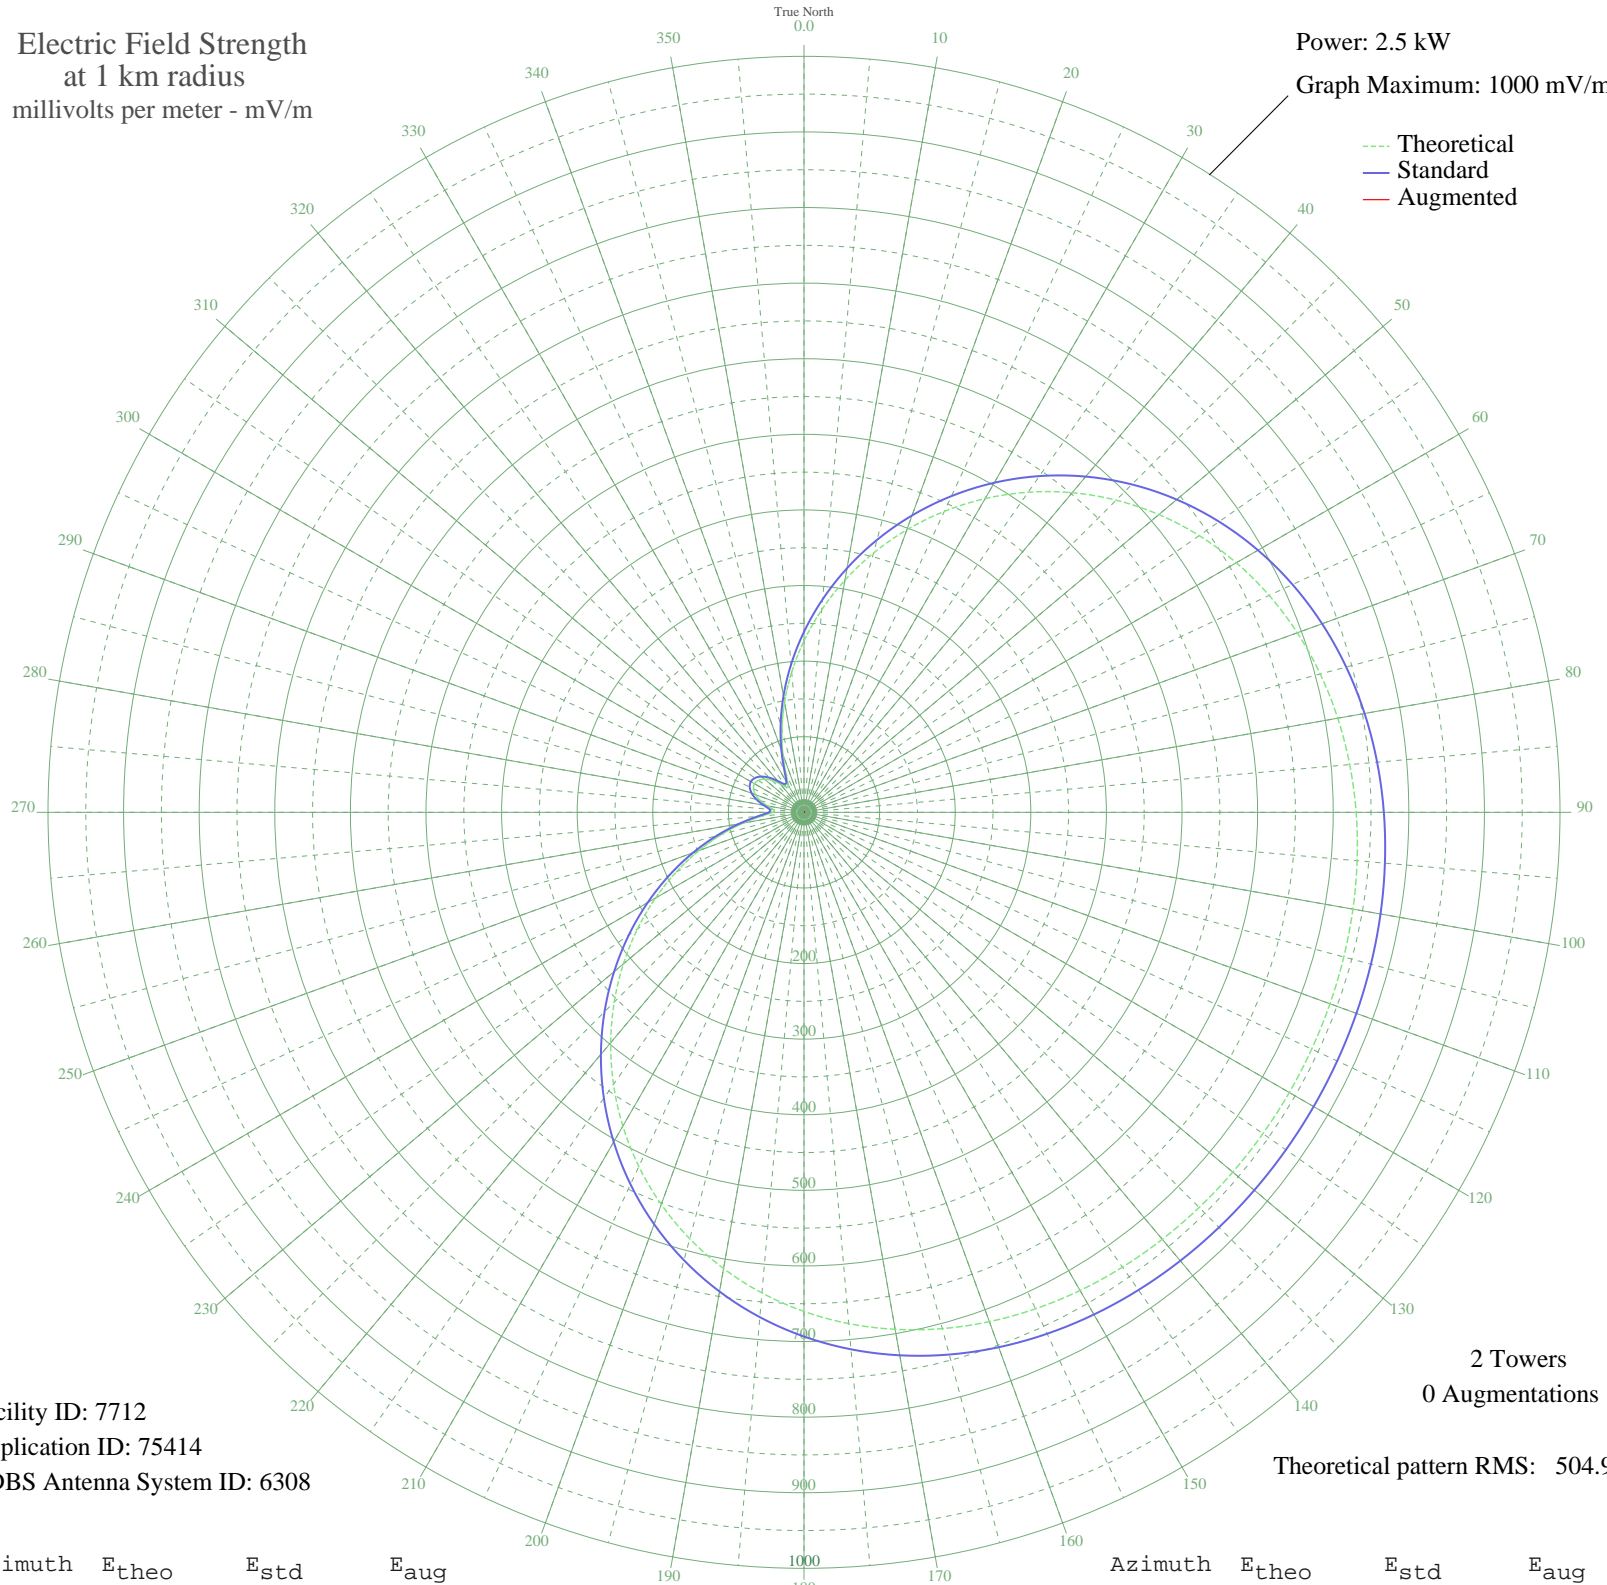 True North
0.0
Electric Field Strength
at 1 km radius
millivolts per meter - mV/m
Power: 2.5 kW
Graph Maximum: 1000 mV/m
Theoretical
Standard
Augmented
10
20
30
40
50
60
70
80
90
100
110
120
130
140
150
160
170
190
200
210
220
230
240
250
260
270
280
290
300
310
320
330
340
350
200
300
400
500
600
700
800
900
1000
2 Towers
0 Augmentations
Theoretical pattern RMS: 504.9
cility ID: 7712
plication ID: 75414
DBS Antenna System ID: 6308
imuth Etheo Estd Eaug
Azimuth Etheo Estd Eaug